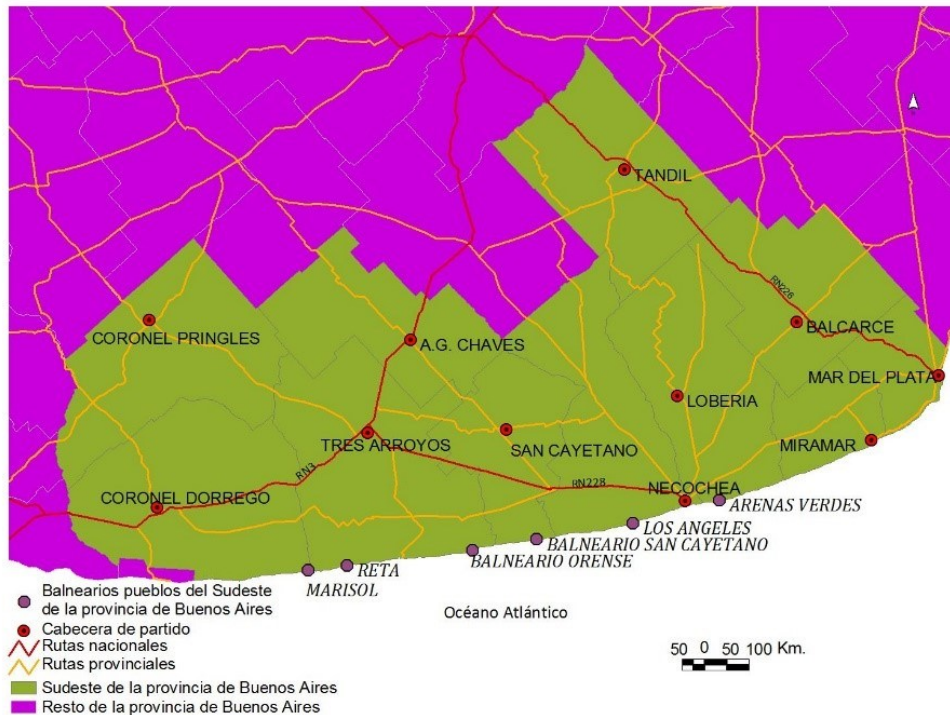 TANDIL
RN226
CORONEL PRINGLES
BALCARCE
A.G. CHAVES
MAR DEL PLATA
LOBERIA
TRES ARROYOS
SAN CAYETANO
MIRAMAR
RN3
RN228
CORONEL DORREGO
NECOCHEA
ARENAS VERDES
LOS ANGELES
BALNEARIO SAN CAYETANO
BALNEARIO ORENSE
RETA
MARISOL
Océano Atlántico
Balnearios pueblos del Sudeste
de la provincia de Buenos Aires
Cabecera de partido
Rutas nacionales
Rutas provinciales
Sudeste de la provincia de Buenos Aires
Resto de la provincia de Buenos Aires
50 0 50 100 Km.